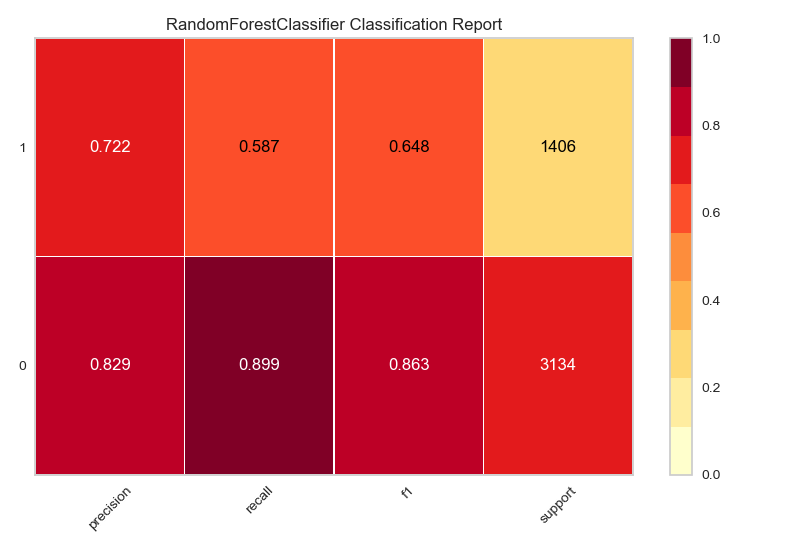 RandomForestClassifier Classification Report
1 0.722 0.587 0.648 1406
0 0.829 0.899 0.863 3134
precision recall f1 support
1.0
0.8
0.6
0.4
0.2
0.0